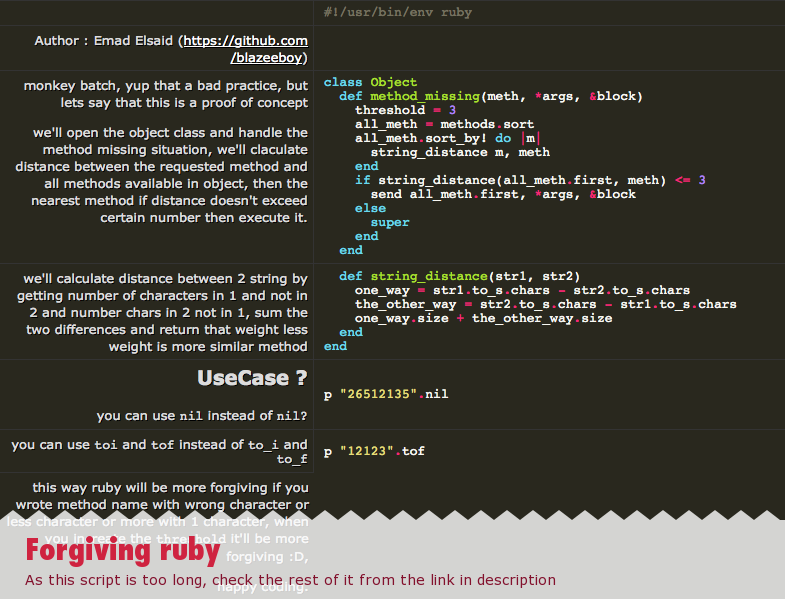 #!/usr/bin/env ruby
Author : Emad Elsaid (https://github.com
/blazeeboy)
monkey batch, yup that a bad practice, but
lets say that this is a proof of concept
we'll open the object class and handle the
method missing situation, we'll claculate
distance between the requested method and
all methods available in object, then the
nearest method if distance doesn't exceed
certain number then execute it.
class Object
def method_missing(meth, *args, &block)
threshold = 3
all_meth = methods.sort
all_meth.sort_by! do |m|
string_distance m, meth
end
if string_distance(all_meth.first, meth) <= 3
send all_meth.first, *args, &block
else
super
end
end
we'll calculate distance between 2 string by
getting number of characters in 1 and not in
2 and number chars in 2 not in 1, sum the
two differences and return that weight less
weight is more similar method
def string_distance(str1, str2)
one_way = str1.to_s.chars - str2.to_s.chars
the_other_way = str2.to_s.chars - str1.to_s.chars
one_way.size + the_other_way.size
end
end
UseCase ?
you can use nil instead of nil?
p "26512135".nil
you can use toi and tof instead of to_i and
to_f
p "12123".tof
this way ruby will be more forgiving if you
wrote method name with wrong character or
less character or more with 1 character, when
you increase the threshold it'll be more
forgiving :D,
happy coding.
Forgiving ruby
As this script is too long, check the rest of it from the link in description